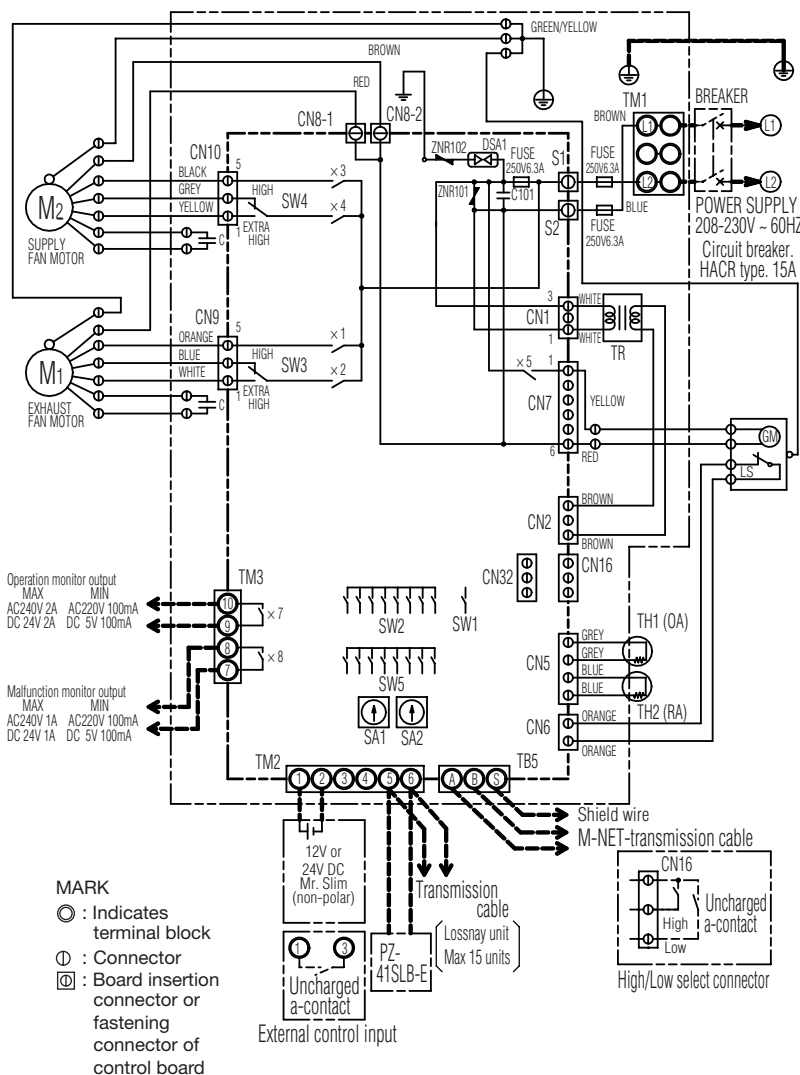 GREEN/YELLOW
BROWN
RED
CN8-1
CN8-2
BROWN
TM1
BREAKER
L1
L1
ZNR102
DSA1
FUSE
250V6.3A
S1
FUSE
250V6.3A
L2
L2
CN10
5
BLACK
GREY
YELLOW
HIGH
SW4
EXTRA
HIGH
1
×3
×4
ZNR101
C101
S2
BLUE
FUSE
250V6.3A
POWER SUPPLY
208-230V ~ 60HZ
Circuit breaker.
HACR type. 15A
M2
SUPPLY
FAN MOTOR
C
CN9
5
ORANGE
BLUE
WHITE
HIGH
SW3
EXTRA
HIGH
1
×1
×2
3
WHITE
CN1
1
WHITE
TR
M1
EXHAUST
FAN MOTOR
C
×5
1
CN7
YELLOW
6
RED
GM
LS
BROWN
CN2
BROWN
CN32
CN16
Operation monitor output
MAX MIN
AC240V 2A AC220V 100mA
DC 24V 2A DC 5V 100mA
TM3
10
9
8
7
×7
×8
SW2
SW1
SW5
SA1
SA2
GREY
GREY
CN5
BLUE
BLUE
TH1 (OA)
TH2 (RA)
CN6
ORANGE
ORANGE
Malfunction monitor output
MAX MIN
AC240V 1A AC220V 100mA
DC 24V 1A DC 5V 100mA
TM2
1 2 3 4 5 6
TB5
A B S
Shield wire
M-NET-transmission cable
12V or
24V DC
Mr. Slim
(non-polar)
Transmission
cable
Lossnay unit
Max 15 units
PZ-
41SLB-E
1
3
Uncharged
a-contact
External control input
CN16
Uncharged
a-contact
High
Low
High/Low select connector
MARK
: Indicates
terminal block
: Connector
: Board insertion
connector or
fastening
connector of
control board